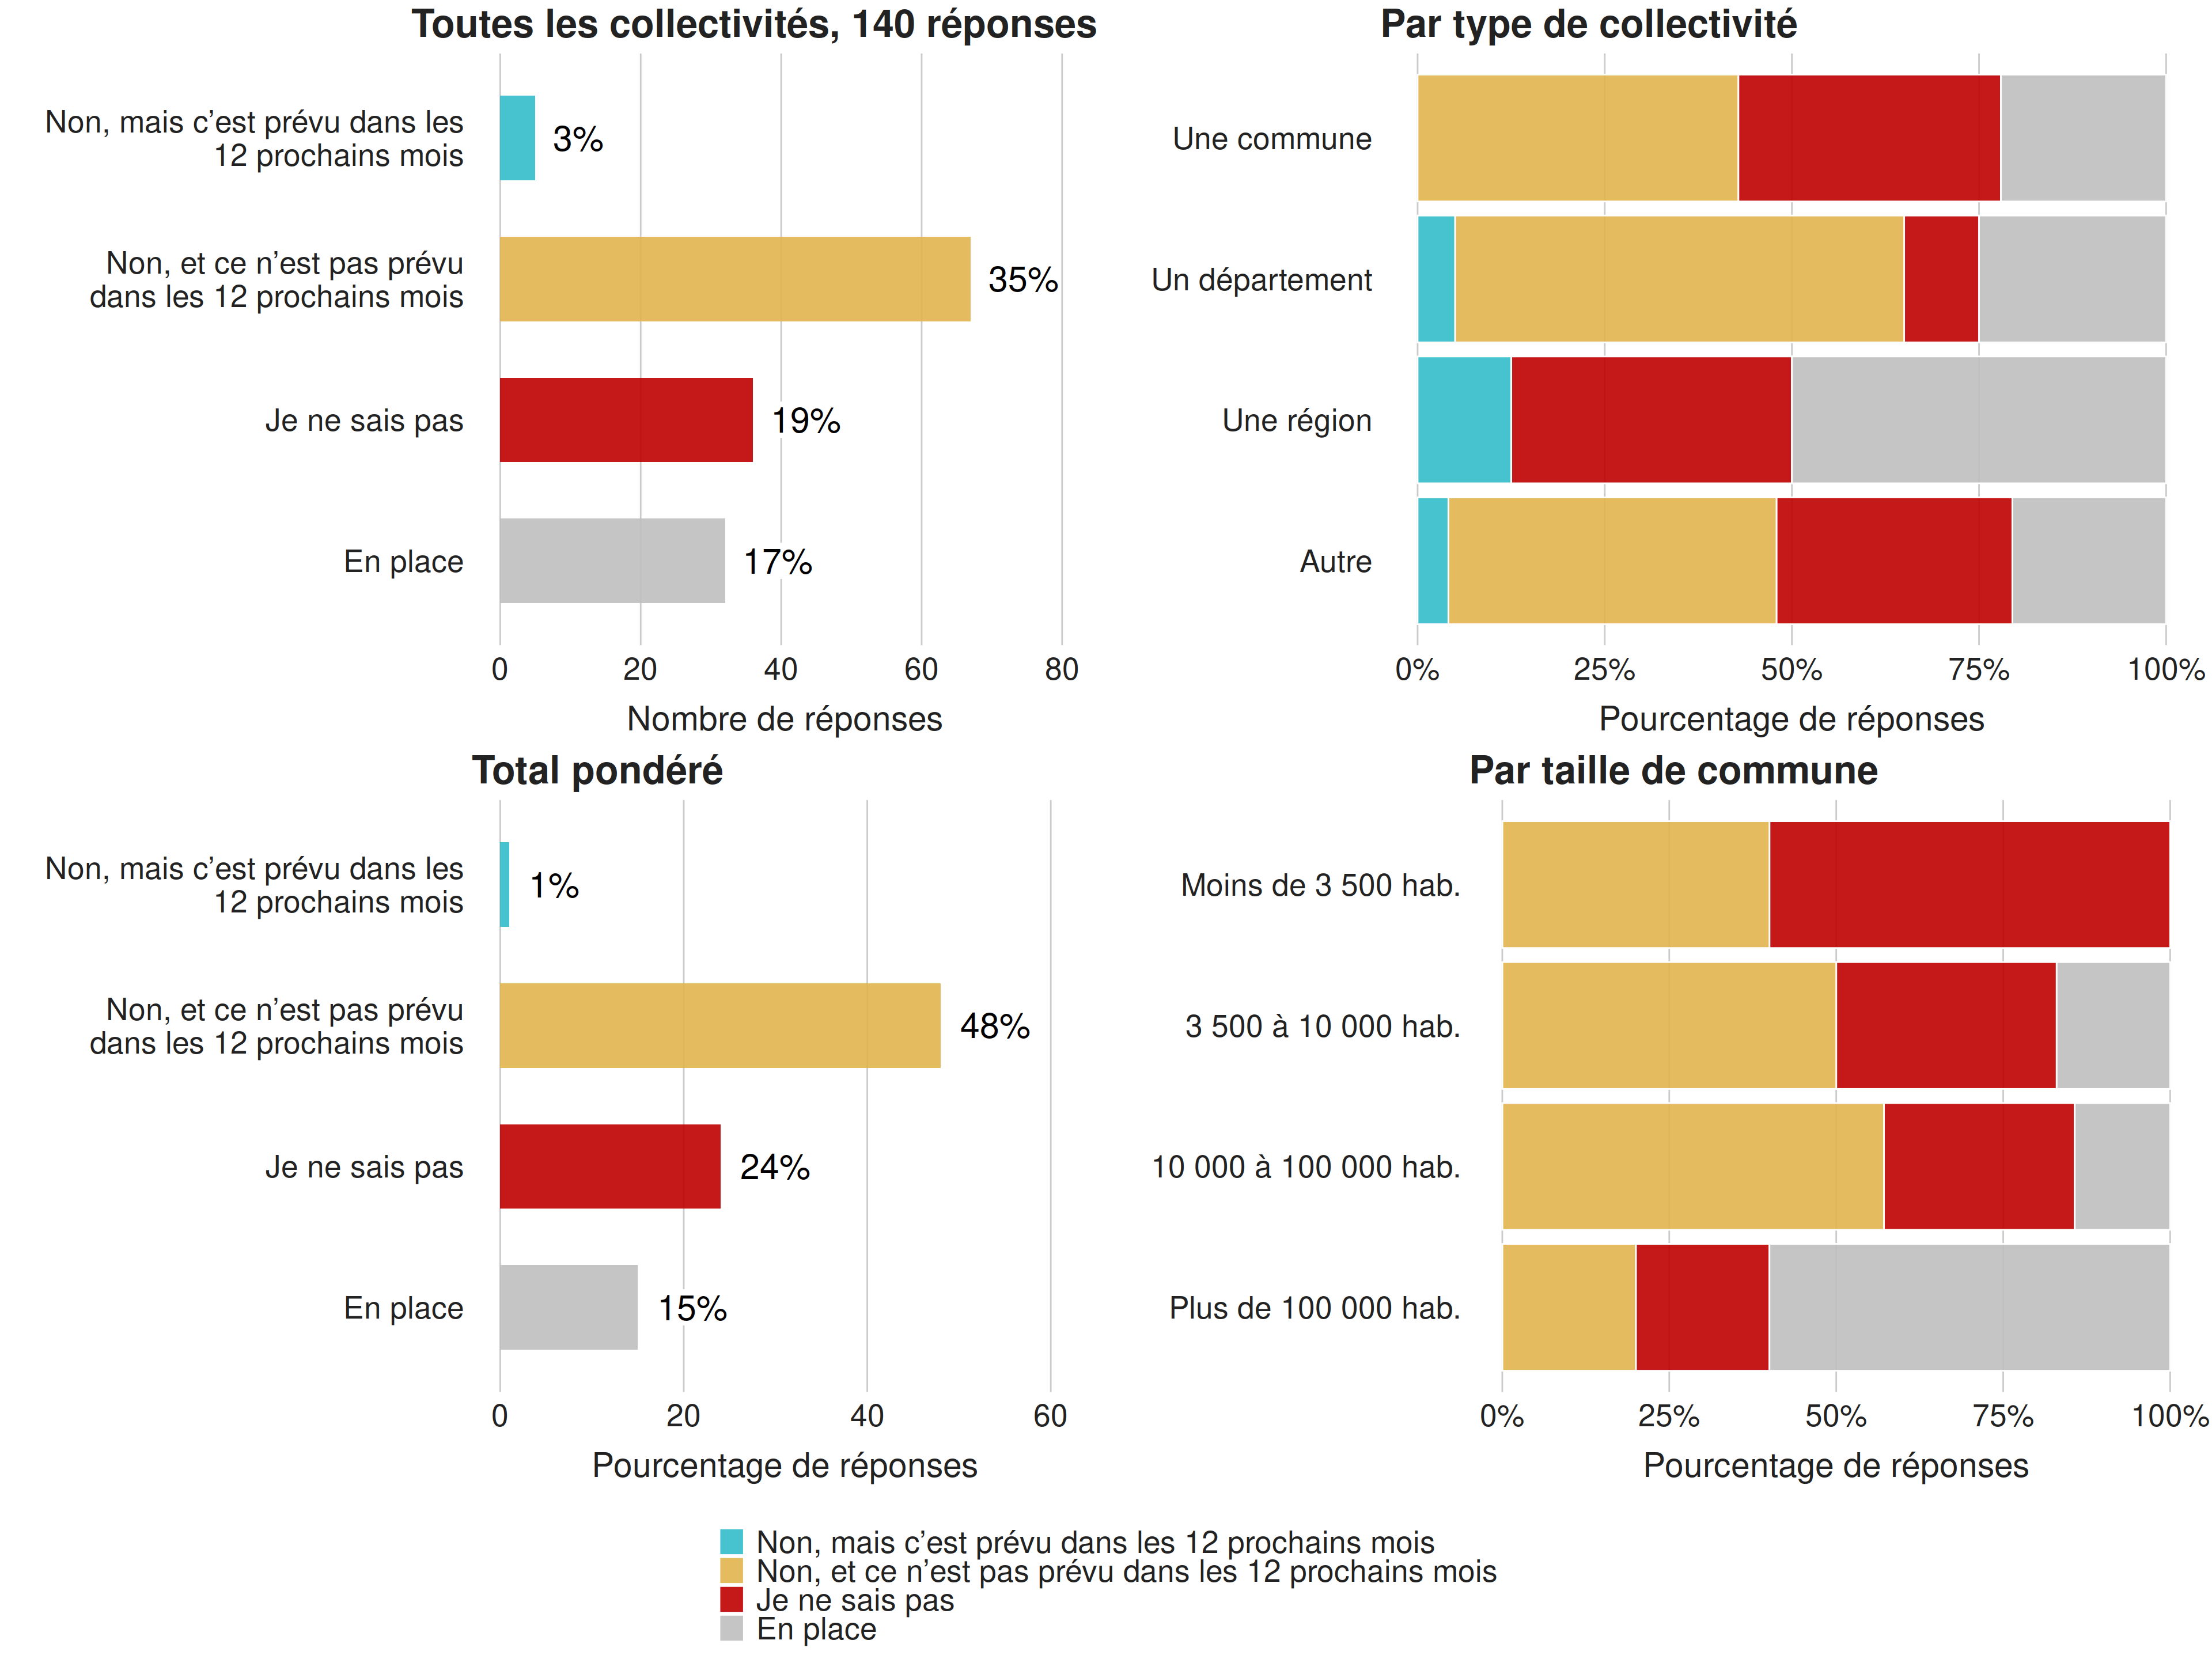 Toutes les collectivités, 140 réponses
Non, mais c’est prévu dans les
12 prochains mois
3%
Non, et ce n’est pas prévu
dans les 12 prochains mois
35%
Je ne sais pas
19%
En place
17%
0 20 40 60 80
Nombre de réponses
Par type de collectivité
Une commune
Un département
Une région
Autre
0% 25% 50% 75% 100%
Pourcentage de réponses
Total pondéré
Non, mais c’est prévu dans les
12 prochains mois
1%
Non, et ce n’est pas prévu
dans les 12 prochains mois
48%
Je ne sais pas
24%
En place
15%
0 20 40 60
Pourcentage de réponses
Par taille de commune
Moins de 3 500 hab.
3 500 à 10 000 hab.
10 000 à 100 000 hab.
Plus de 100 000 hab.
0% 25% 50% 75% 100%
Pourcentage de réponses
Non, mais c’est prévu dans les 12 prochains mois
Non, et ce n’est pas prévu dans les 12 prochains mois
Je ne sais pas
En place